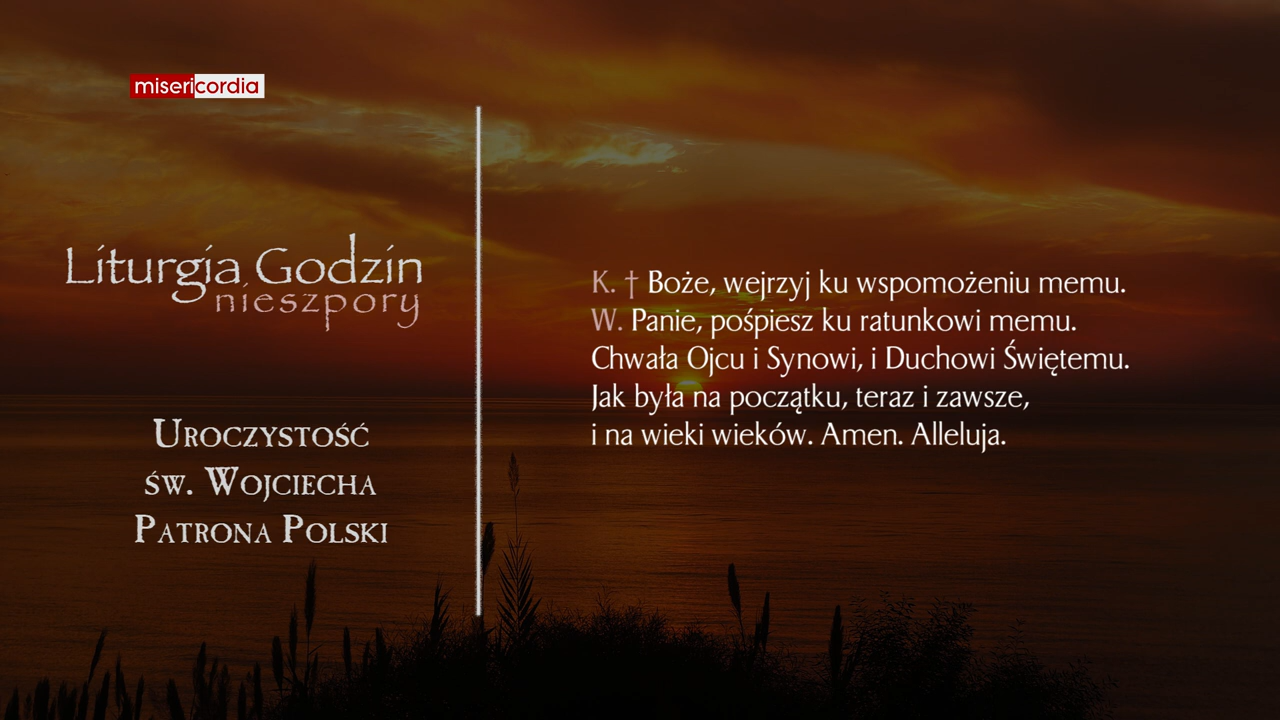 misericordia
Liturgia Godzin
nieszpory
Uroczystość
św. Wojciecha
Patrona Polski
K. † Boże, wejrzyj ku wspomożeniu memu.
W. Panie, pośpiesz ku ratunkowi memu.
Chwała Ojcu i Synowi, i Duchowi Świętemu.
Jak była na początku, teraz i zawsze,
i na wieki wieków. Amen. Alleluja.